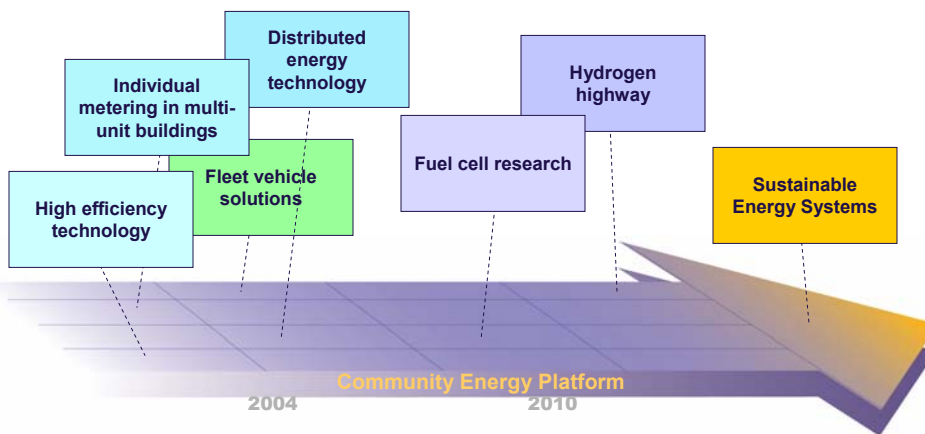 Distributed
energy
technology
Individual
metering in multi-
unit buildings
Hydrogen
highway
Fuel cell research
Fleet vehicle
solutions
High efficiency
technology
Sustainable
Energy Systems
Community Energy Platform
2004
2010